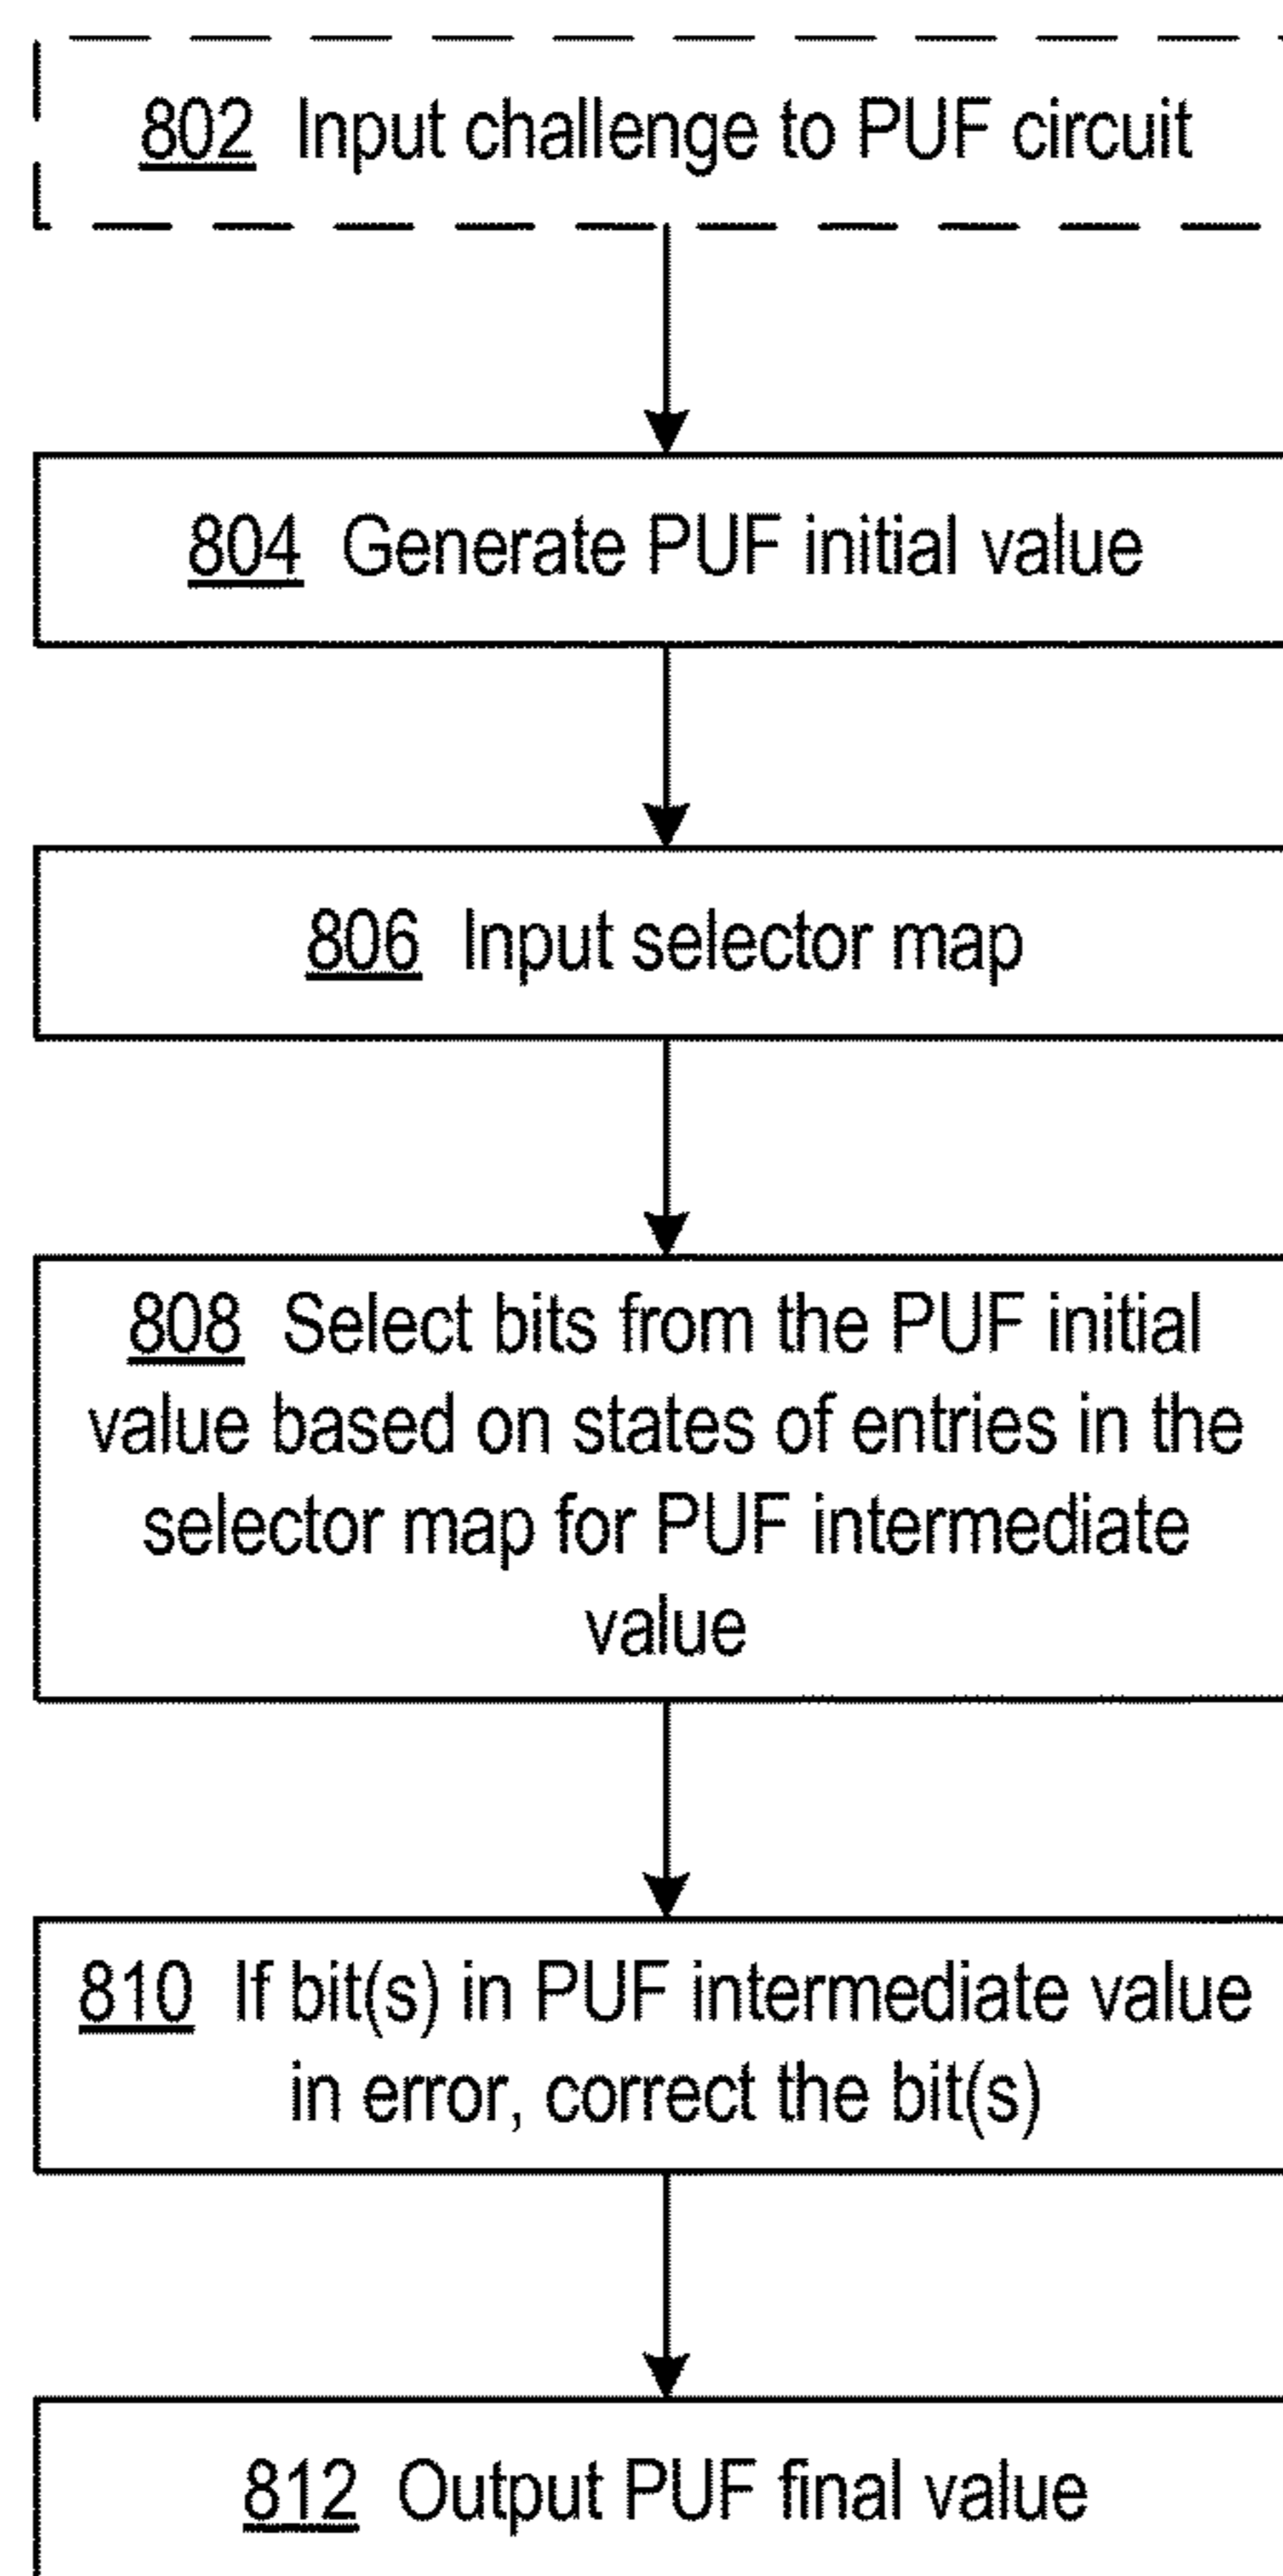 802 Input challenge to PUF circuit
804 Generate PUF initial value
806 Input selector map
808 Select bits from the PUF initial
value based on states of entries in the
selector map for PUF intermediate
value
810 If bit(s) in PUF intermediate value
in error, correct the bit(s)
812 Output PUF final value